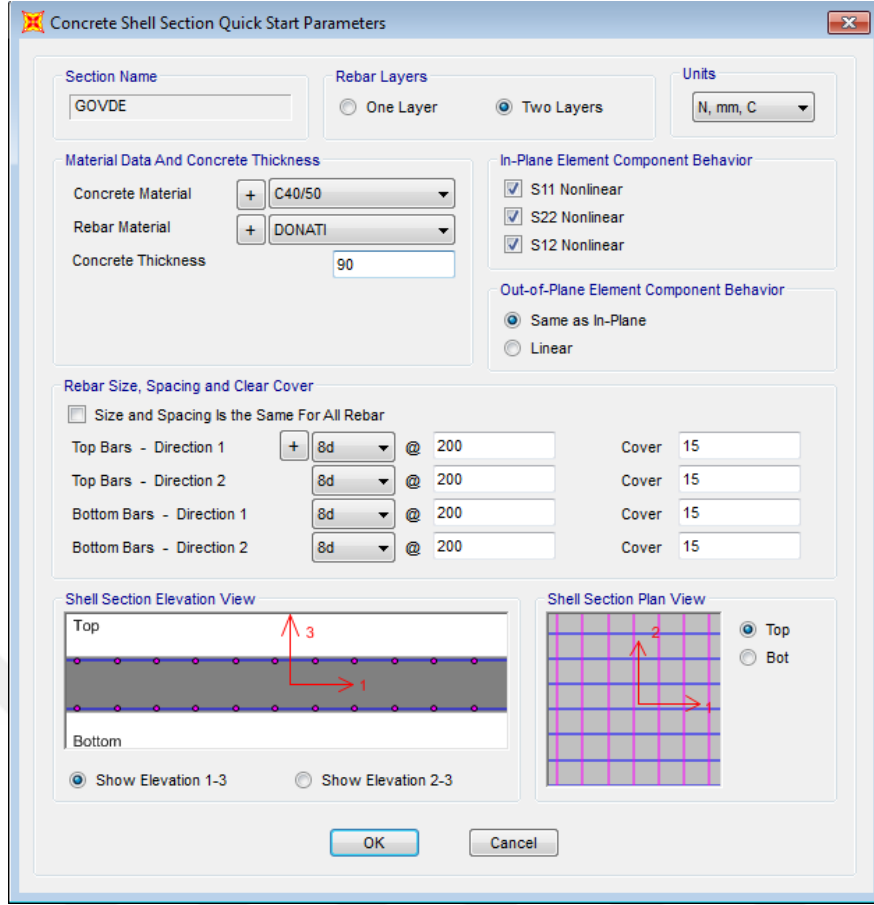 Concrete Shell Section Quick Start Parameters
Section Name
GOVDE
Rebar Layers
One Layer
Two Layers
Units
N, mm, C
Material Data And Concrete Thickness
Concrete Material + C40/50
Rebar Material + DONATI
Concrete Thickness 90
In-Plane Element Component Behavior
S11 Nonlinear
S22 Nonlinear
S12 Nonlinear
Out-of-Plane Element Component Behavior
Same as In-Plane
Linear
Rebar Size, Spacing and Clear Cover
Size and Spacing Is the Same For All Rebar
Top Bars - Direction 1 + 8d @ 200 Cover 15
Top Bars - Direction 2 8d @ 200 Cover 15
Bottom Bars - Direction 1 8d @ 200 Cover 15
Bottom Bars - Direction 2 8d @ 200 Cover 15
Shell Section Elevation View
Top
3
1
Bottom
Show Elevation 1-3
Show Elevation 2-3
Shell Section Plan View
2
1
Top
Bot
OK
Cancel